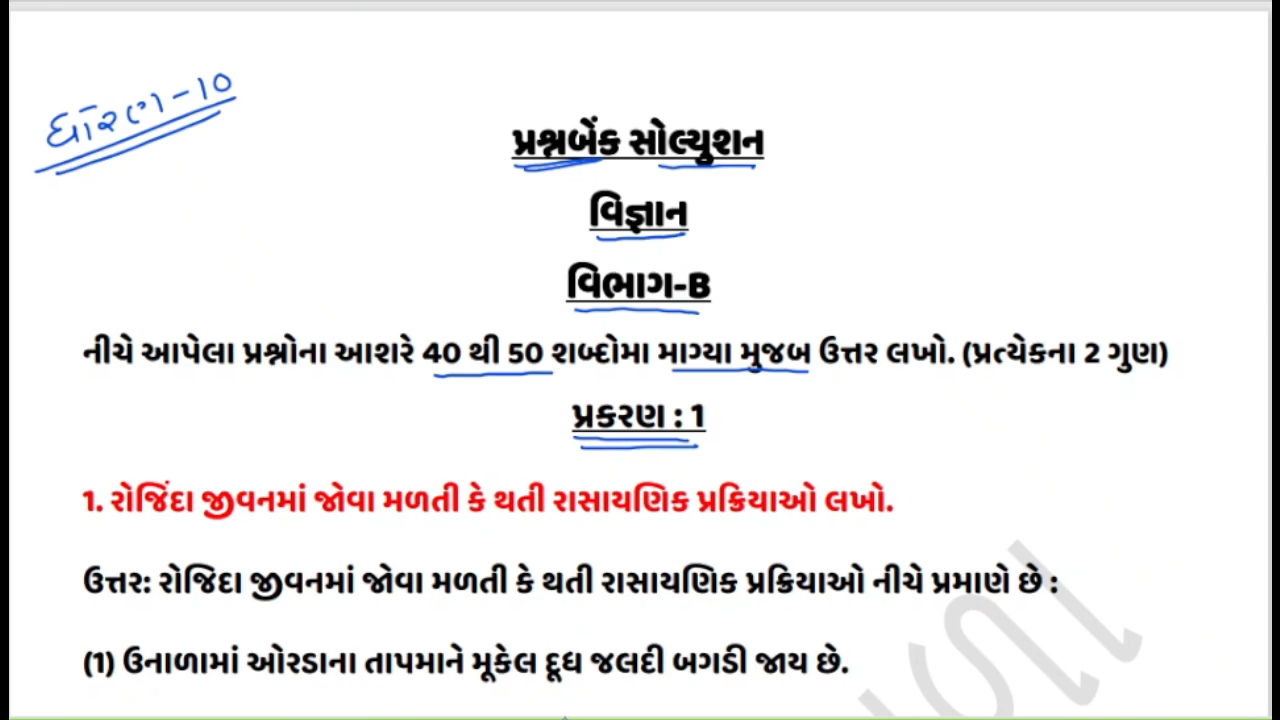 ધોરણ-10
પ્રશ્નબેંક સોલ્યુશન
વિજ્ઞાન
વિભાગ-B
નીચે આપેલા પ્રશ્નોના આશરે 40 થી 50 શબ્દોમા માગ્યા મુજબ ઉત્તર લખો. (પ્રત્યેકના 2 ગુણ)
પ્રકરણ : 1
1. રોજિંદા જીવનમાં જોવા મળતી કે થતી રાસાયણિક પ્રક્રિયાઓ લખો.
ઉત્તર: રોજિદા જીવનમાં જોવા મળતી કે થતી રાસાયણિક પ્રક્રિયાઓ નીચે પ્રમાણે છે :
(1) ઉનાળામાં ઓરડાના તાપમાને મૂકેલ દૂધ જલદી બગડી જાય છે.